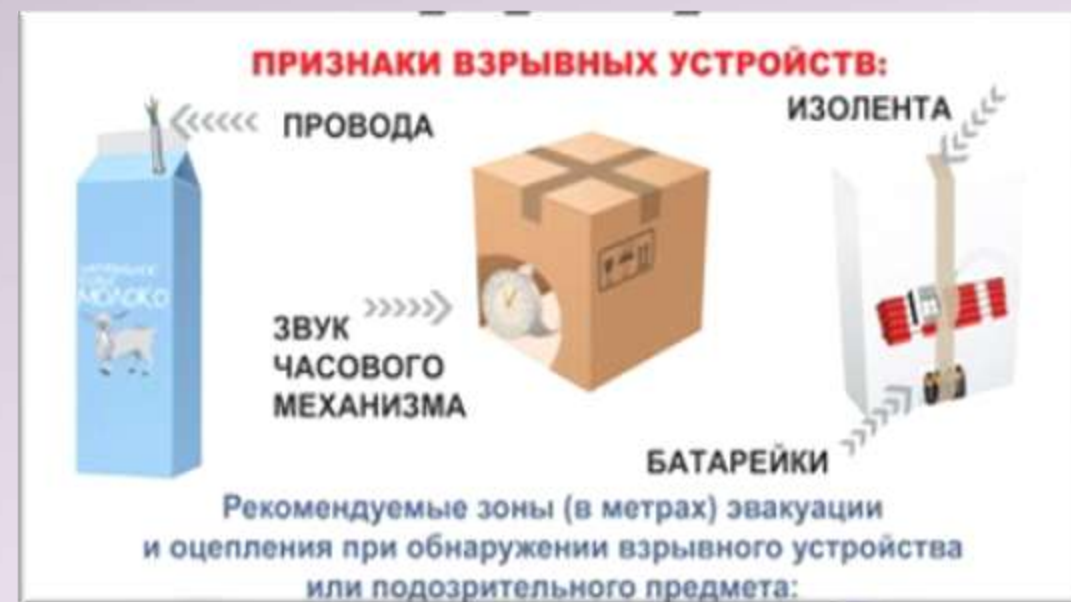 ПРИЗНАКИ ВЗРЫВНЫХ УСТРОЙСТВ:
ПРОВОДА
ИЗОЛЕНТА
МОЛОКО
ЗВУК
ЧАСОВОГО
МЕХАНИЗМА
БАТАРЕЙКИ
Рекомендуемые зоны (в метрах) эвакуации
и оцепления при обнаружении взрывного устройства
или подозрительного предмета: